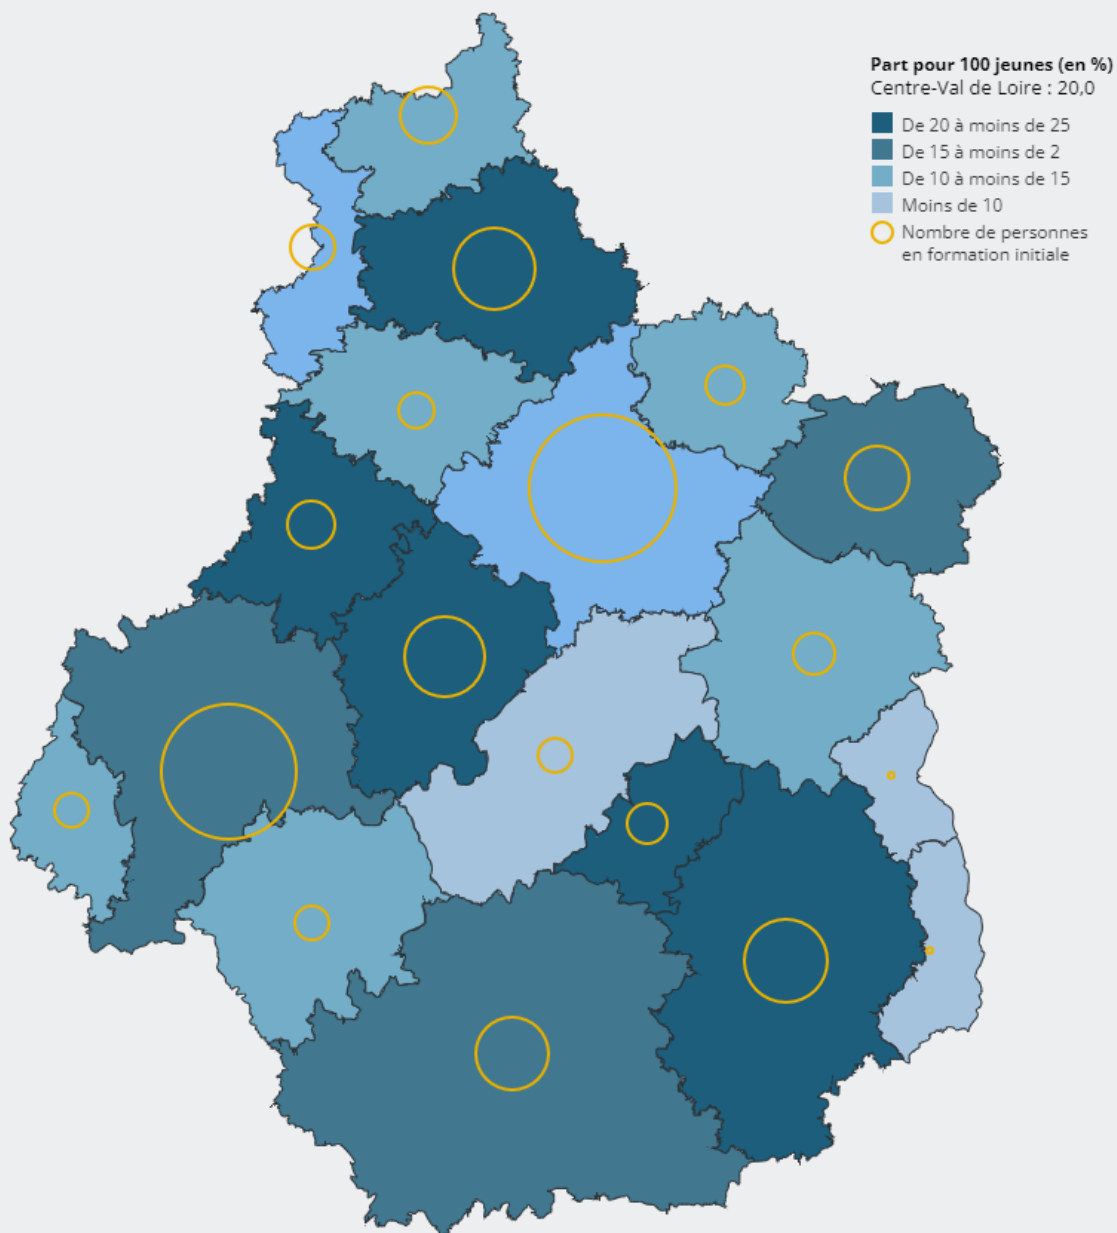 Part pour 100 jeunes (en %)
Centre-Val de Loire : 20,0
De 20 à moins de 25
De 15 à moins de 2
De 10 à moins de 15
Moins de 10
Nombre de personnes
en formation initiale